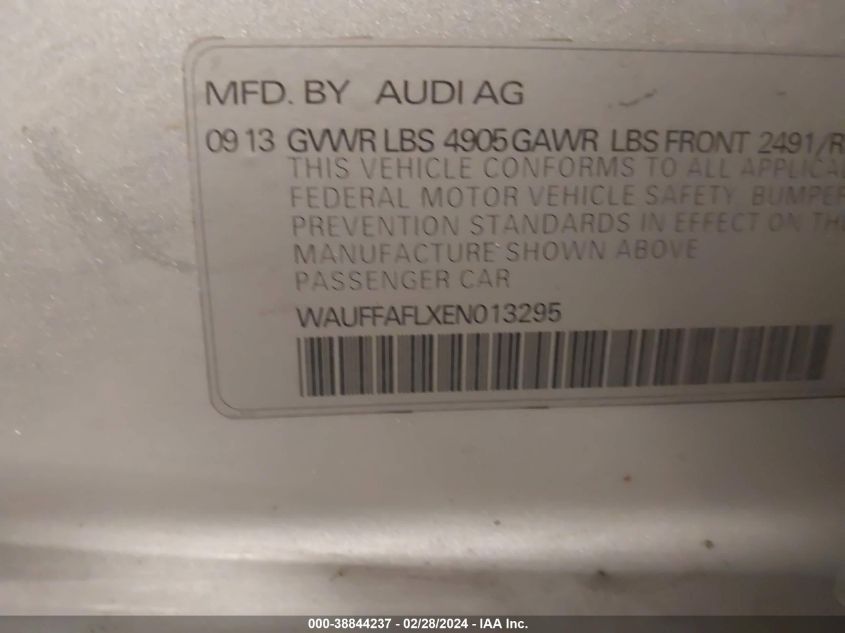 MFD. BY AUDI AG
09 13 GVWR LBS 4905 GAWR LBS FRONT 2491/R
THIS VEHICLE CONFORMS TO ALL
FEDERAL MOTOR VEHICLE SAFETY, BUMPER
PREVENTION STANDARDS IN EFFECT ON
MANUFACTURE SHOWN ABOVE
PASSENGER CAR
WAUFFAFLXEN013295
000-38844237 - 02/28/2024 - IAA Inc.